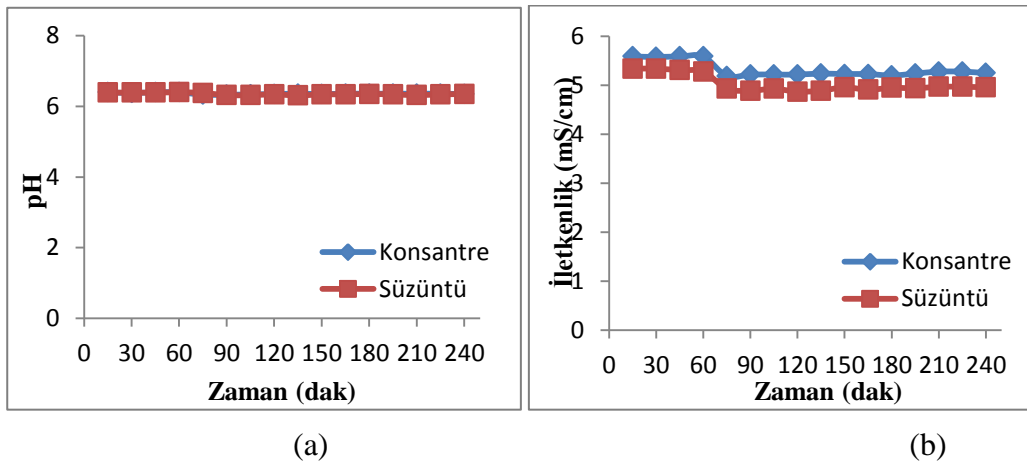 8
6
4
2
0
pH
Konsantre
Süzüntü
0 30 60 90 120 150 180 210 240
Zaman (dak)
(a)
6
5
4
3
2
1
0
İletkenlik (mS/cm)
Konsantre
Süzüntü
0 30 60 90 120 150 180 210 240
Zaman (dak)
(b)